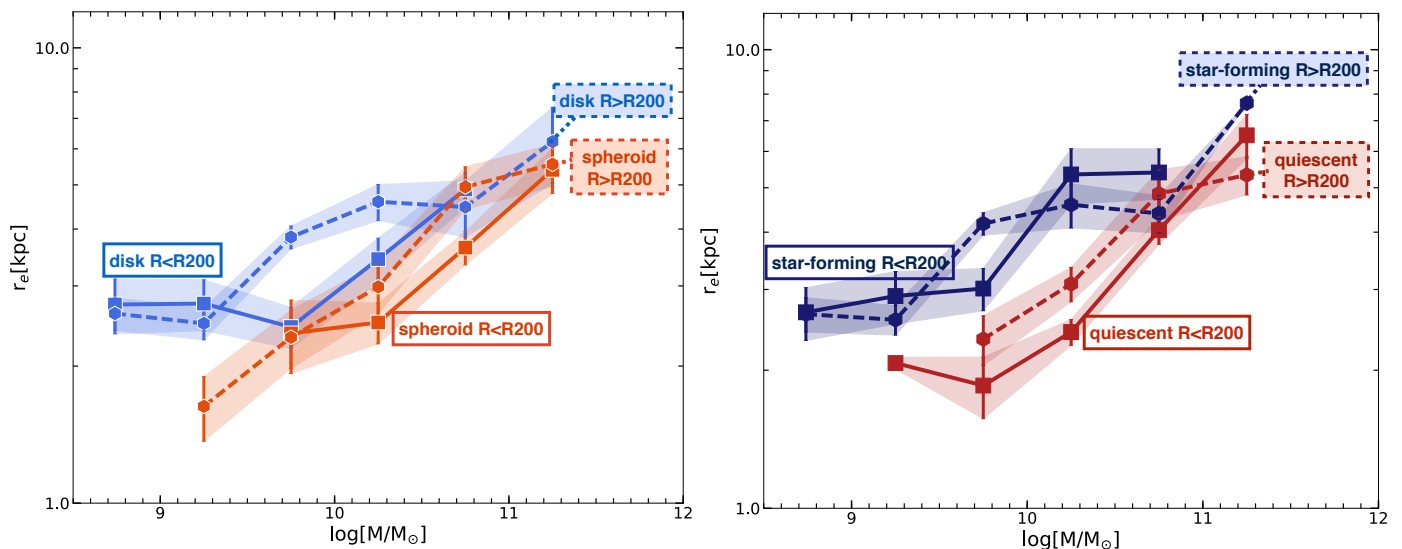 10.0
disk R>R200
spheroid
R>R200
disk R<R200
spheroid R<R200
r_e[kpc]
1.0
9
10
11
12
log[M/M☉]
10.0
star-forming R>R200
quiescent
R>R200
star-forming R<R200
quiescent R<R200
r_e[kpc]
1.0
9
10
11
12
log[M/M☉]